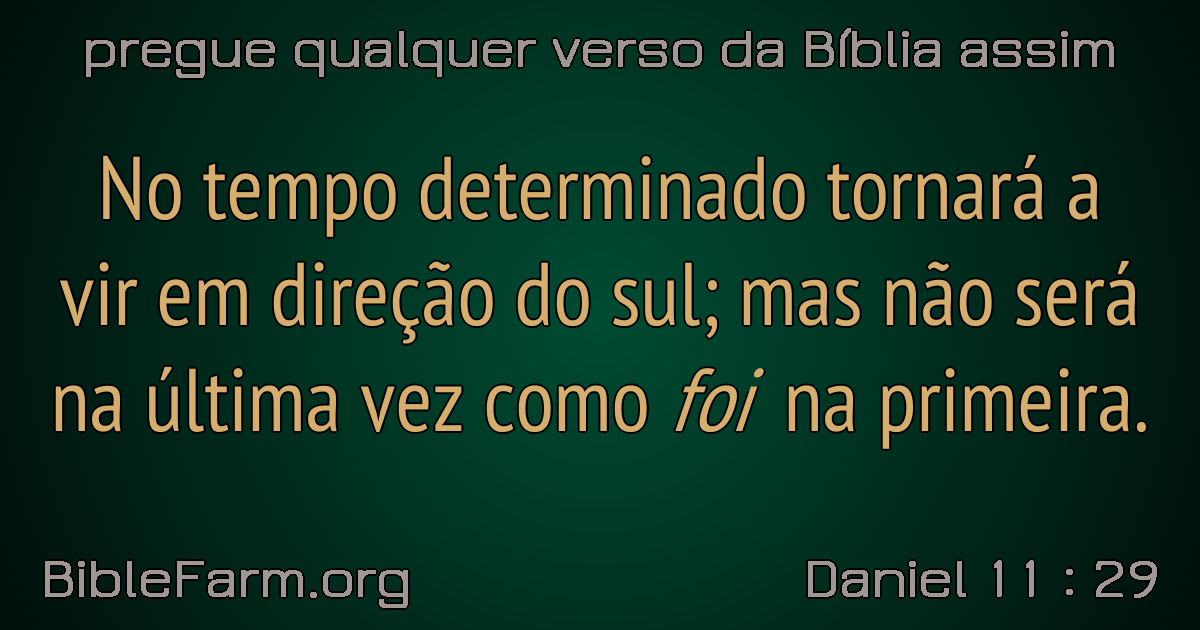 pregue qualquer verso da Bíblia assim
No tempo determinado tornará a
vir em direção do sul; mas não será
na última vez como foi na primeira.
BibleFarm.org
Daniel 11 : 29